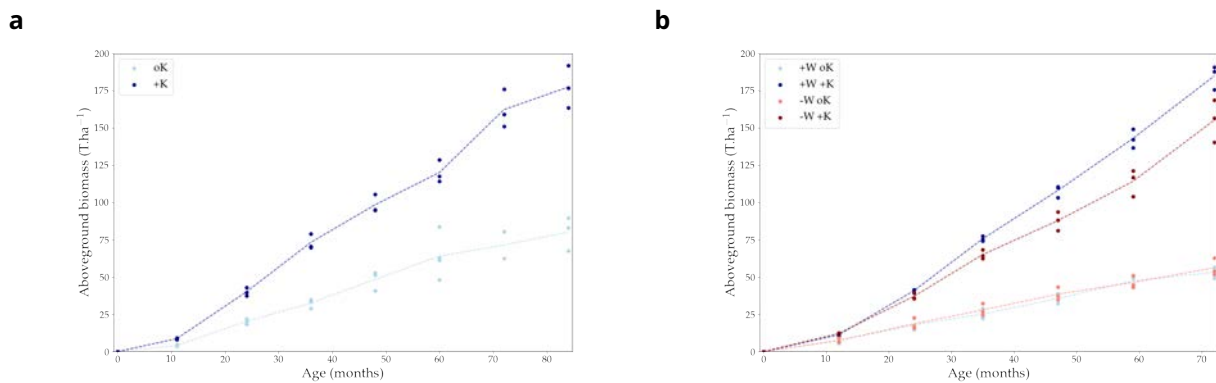 a
200
175
150
125
100
75
50
25
0
Aboveground biomass (T.ha⁻¹)
oK
+K
0 10 20 30 40 50 60 70 80
Age (months)
b
200
175
150
125
100
75
50
25
0
Aboveground biomass (T.ha⁻¹)
+W oK
+W +K
-W oK
-W +K
0 10 20 30 40 50 60 70
Age (months)